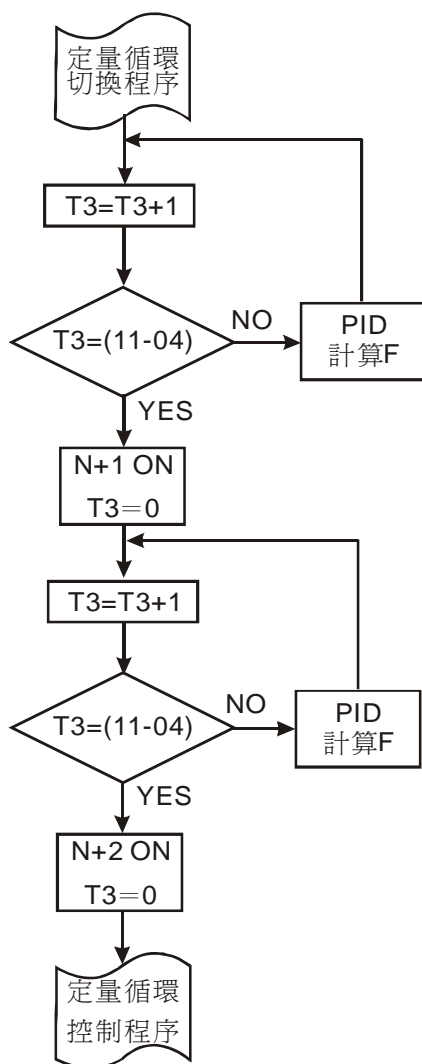 定量循環
切換程序
T3=T3+1
T3=(11-04)
NO
PID
計算F
YES
N+1 ON
T3=0
T3=T3+1
T3=(11-04)
NO
PID
計算F
YES
N+2 ON
T3=0
定量循環
控制程序